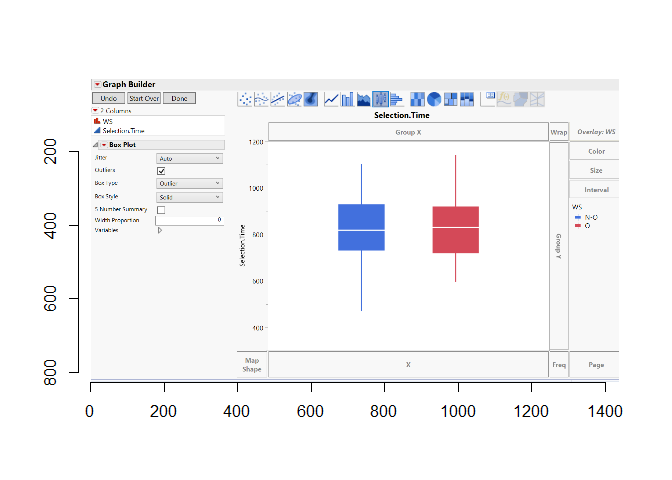 Graph Builder
Undo Start Over Done
2 Columns
WS
Selection.Time
Box Plot
Jitter Auto
Outliers
Box Type Outlier
Box Style Solid
5 Number Summary
Width Proportion 0
Variables
Selection.Time
Group X
Wrap
Overlay: WS
Color
Size
Interval
WS
N-O
O
Selection.Time
1200
1000
800
600
400
Group Y
Map Shape
X
Freq
Page
200
400
600
800
0 200 400 600 800 1000 1200 1400